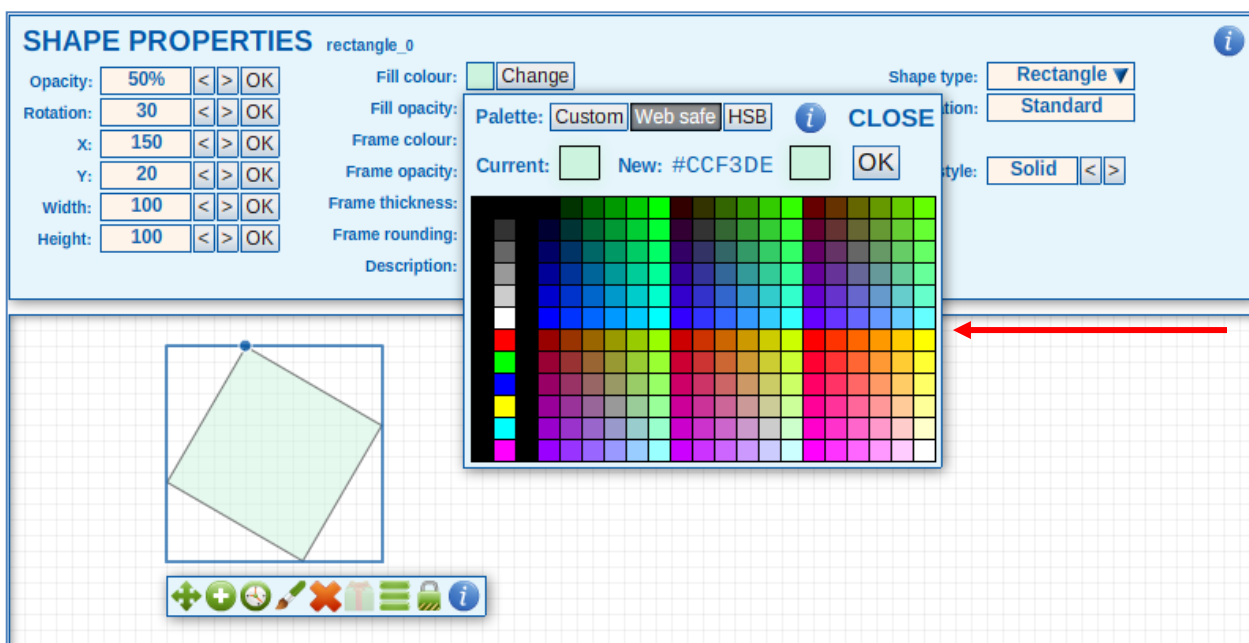 SHAPE PROPERTIES rectangle_0 i
Opacity: 50% < > OK Fill colour: Change Shape type: Rectangle
Rotation: 30 < > OK Fill opacity: Palette: Custom Web safe HSB i CLOSE tion: Standard
X: 150 < > OK Frame colour:
Y: 20 < > OK Frame opacity: Current: New: #CCF3DE OK style: Solid < >
Width: 100 < > OK Frame thickness:
Height: 100 < > OK Frame rounding:
Description:
i